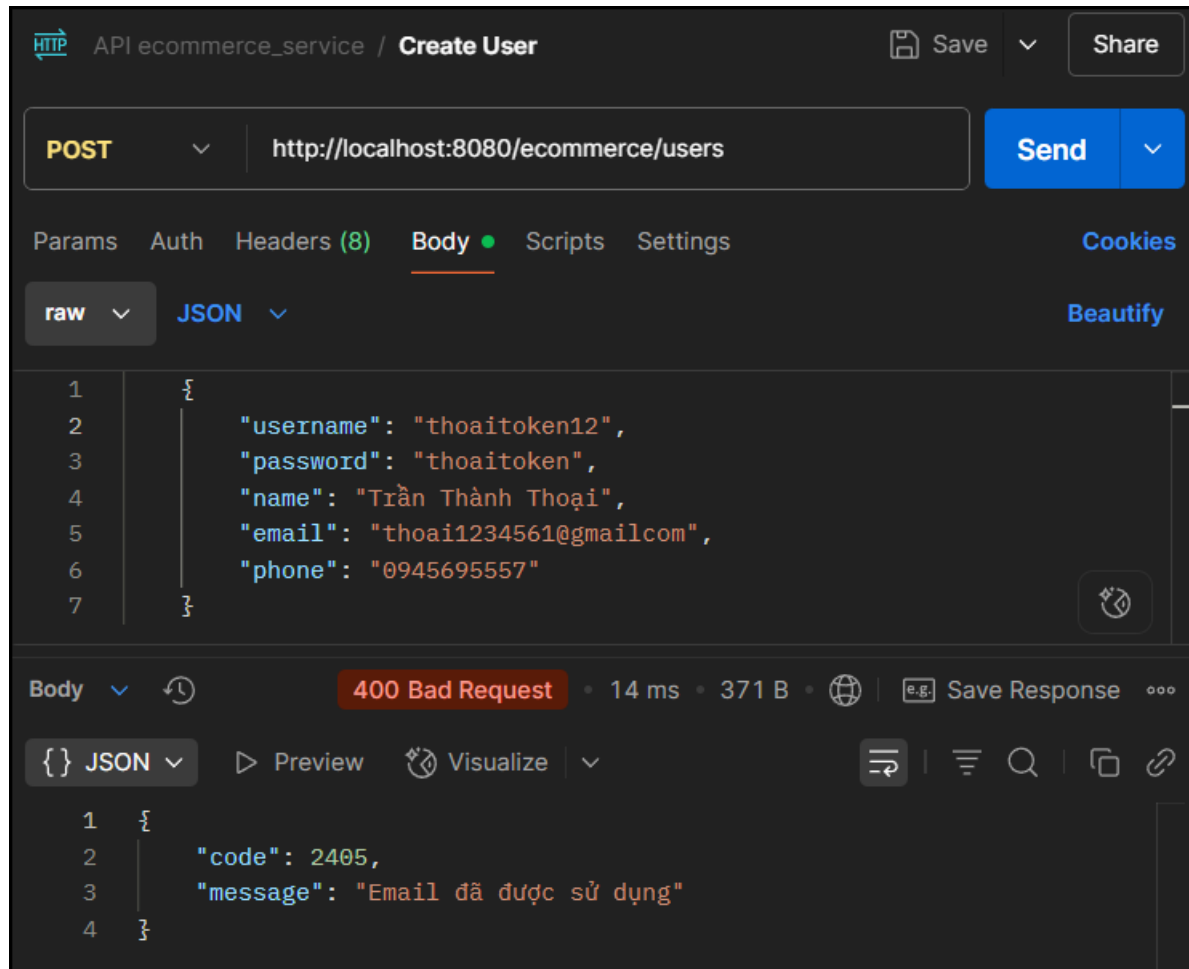 HTTP API ecommerce_service / Create User Save Share
POST http://localhost:8080/ecommerce/users Send
Params Auth Headers (8) Body Scripts Settings Cookies
raw JSON Beautify
1 {
2 "username": "thoaitoken12",
3 "password": "thoaitoken",
4 "name": "Trần Thành Thoại",
5 "email": "thoai1234561@gmailcom",
6 "phone": "0945695557"
7 }
Body 400 Bad Request • 14 ms • 371 B • e.g. Save Response
{} JSON Preview Visualize
1 {
2 "code": 2405,
3 "message": "Email đã được sử dụng"
4 }